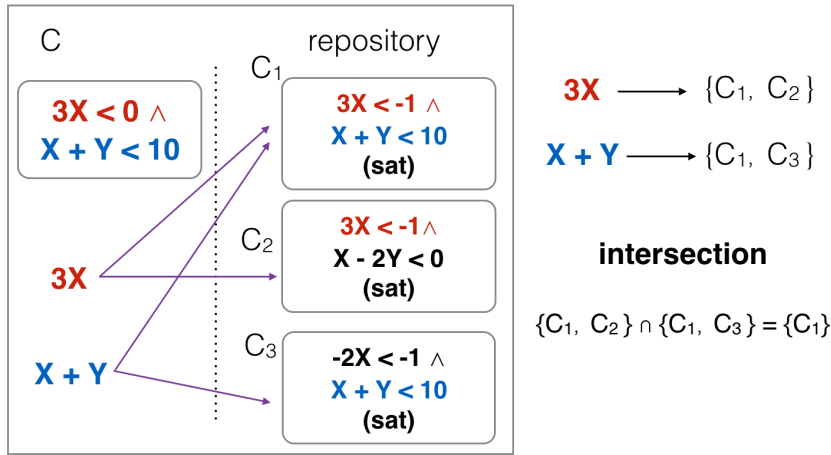 C
repository
3X < 0 ∧
X + Y < 10
C1
3X < -1 ∧
X + Y < 10
(sat)
C2
3X < -1∧
X - 2Y < 0
(sat)
C3
-2X < -1 ∧
X + Y < 10
(sat)
3X
X + Y
3X {C1, C2}
X + Y {C1, C3}
intersection
{C1, C2} ∩ {C1, C3} = {C1}